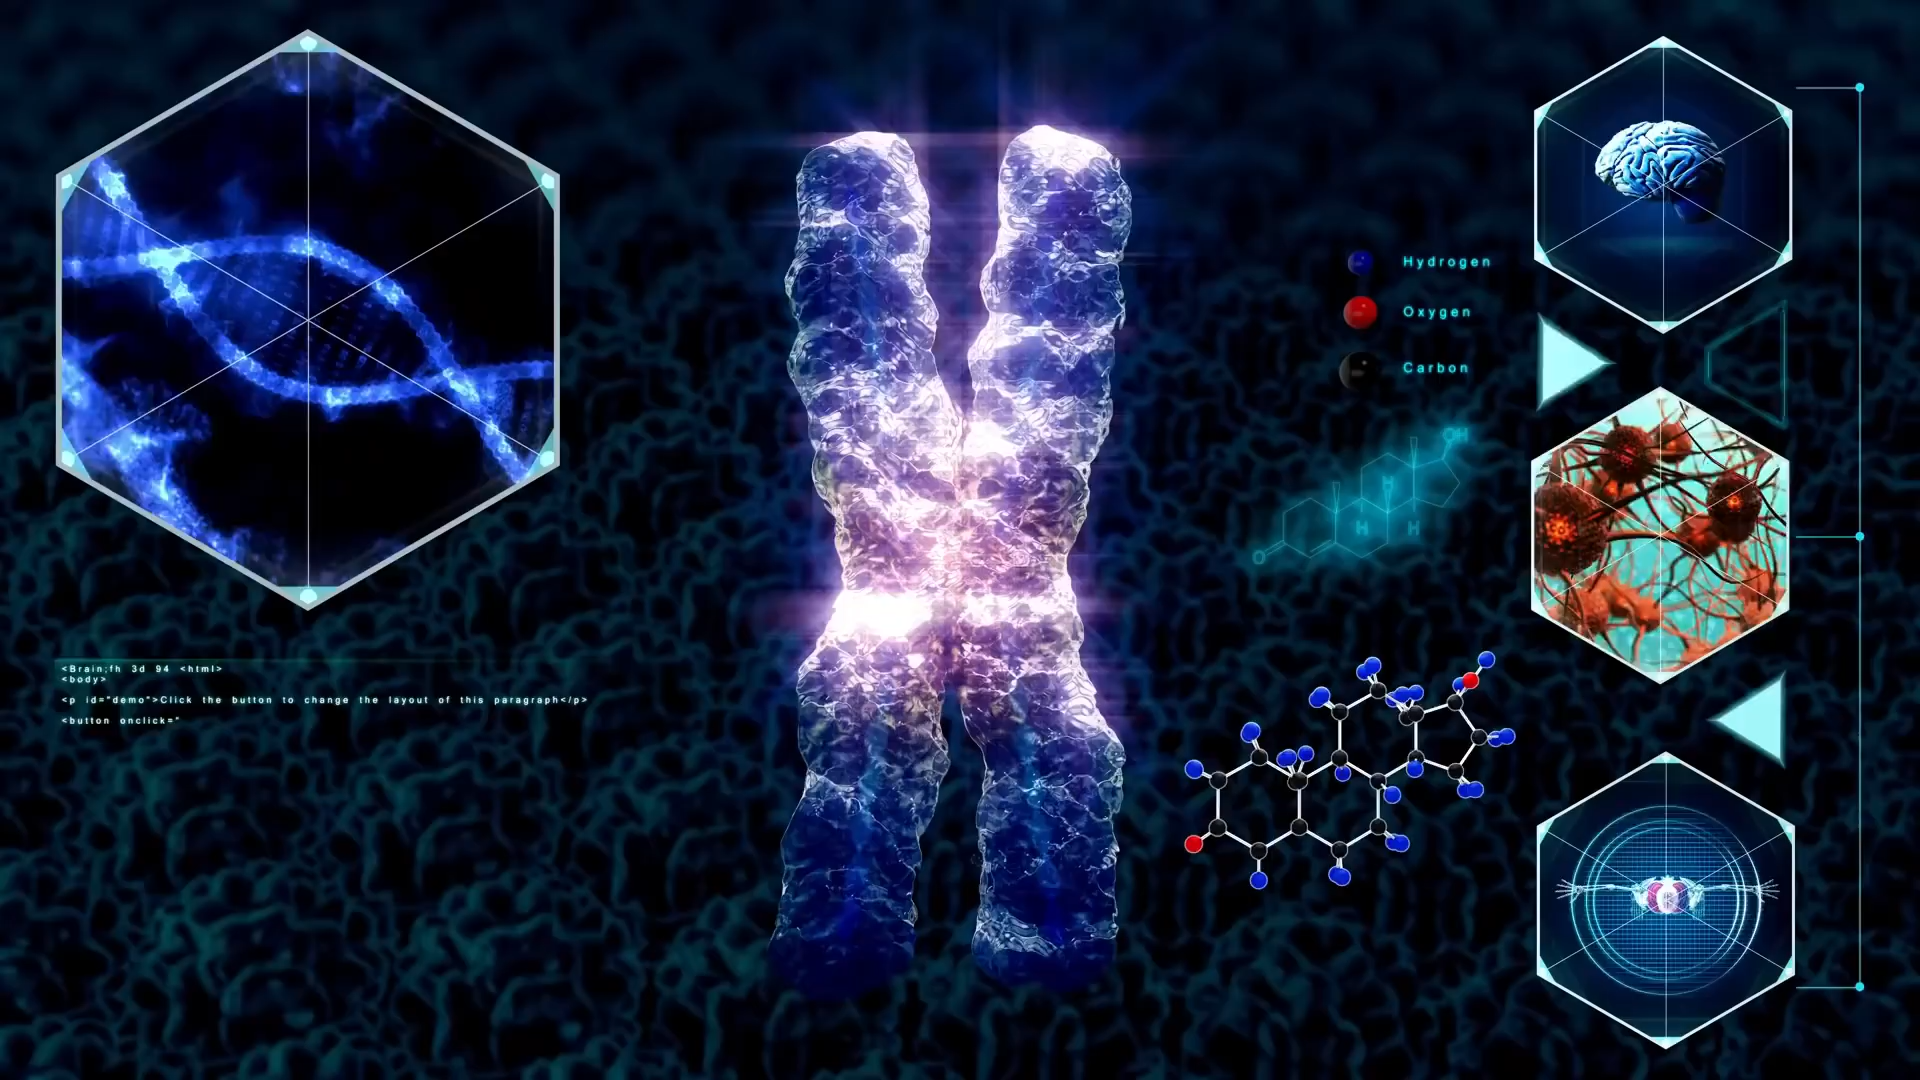 Hydrogen
Oxygen
Carbon
OH
H
H
H
O
<Brain;fh 3d 94 <html>
<body>
<p id="demo">Click the button to change the layout of this paragraph</p>
<button onclick="